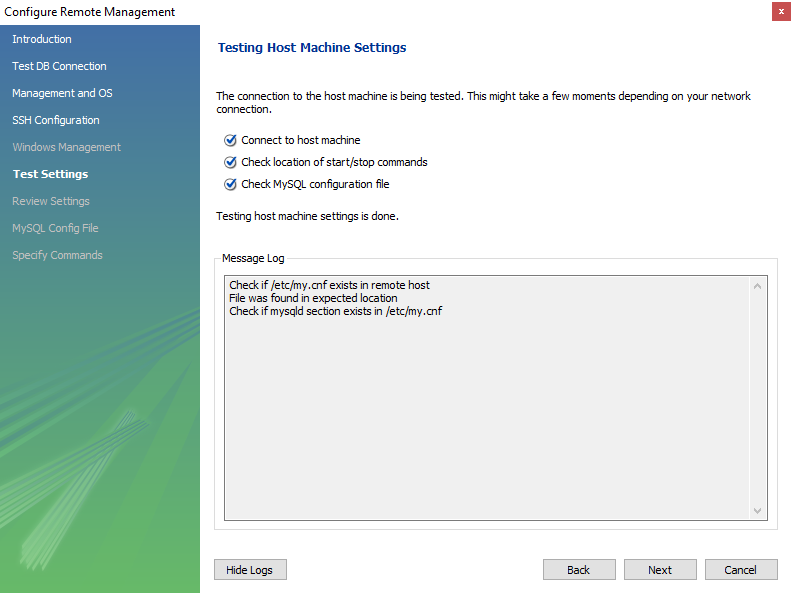 Configure Remote Management
x
Introduction
Test DB Connection
Management and OS
SSH Configuration
Windows Management
Test Settings
Review Settings
MySQL Config File
Specify Commands
Testing Host Machine Settings
The connection to the host machine is being tested. This might take a few moments depending on your network
connection.
Connect to host machine
Check location of start/stop commands
Check MySQL configuration file
Testing host machine settings is done.
Message Log
Check if /etc/my.cnf exists in remote host
File was found in expected location
Check if mysqld section exists in /etc/my.cnf
Hide Logs
Back
Next
Cancel